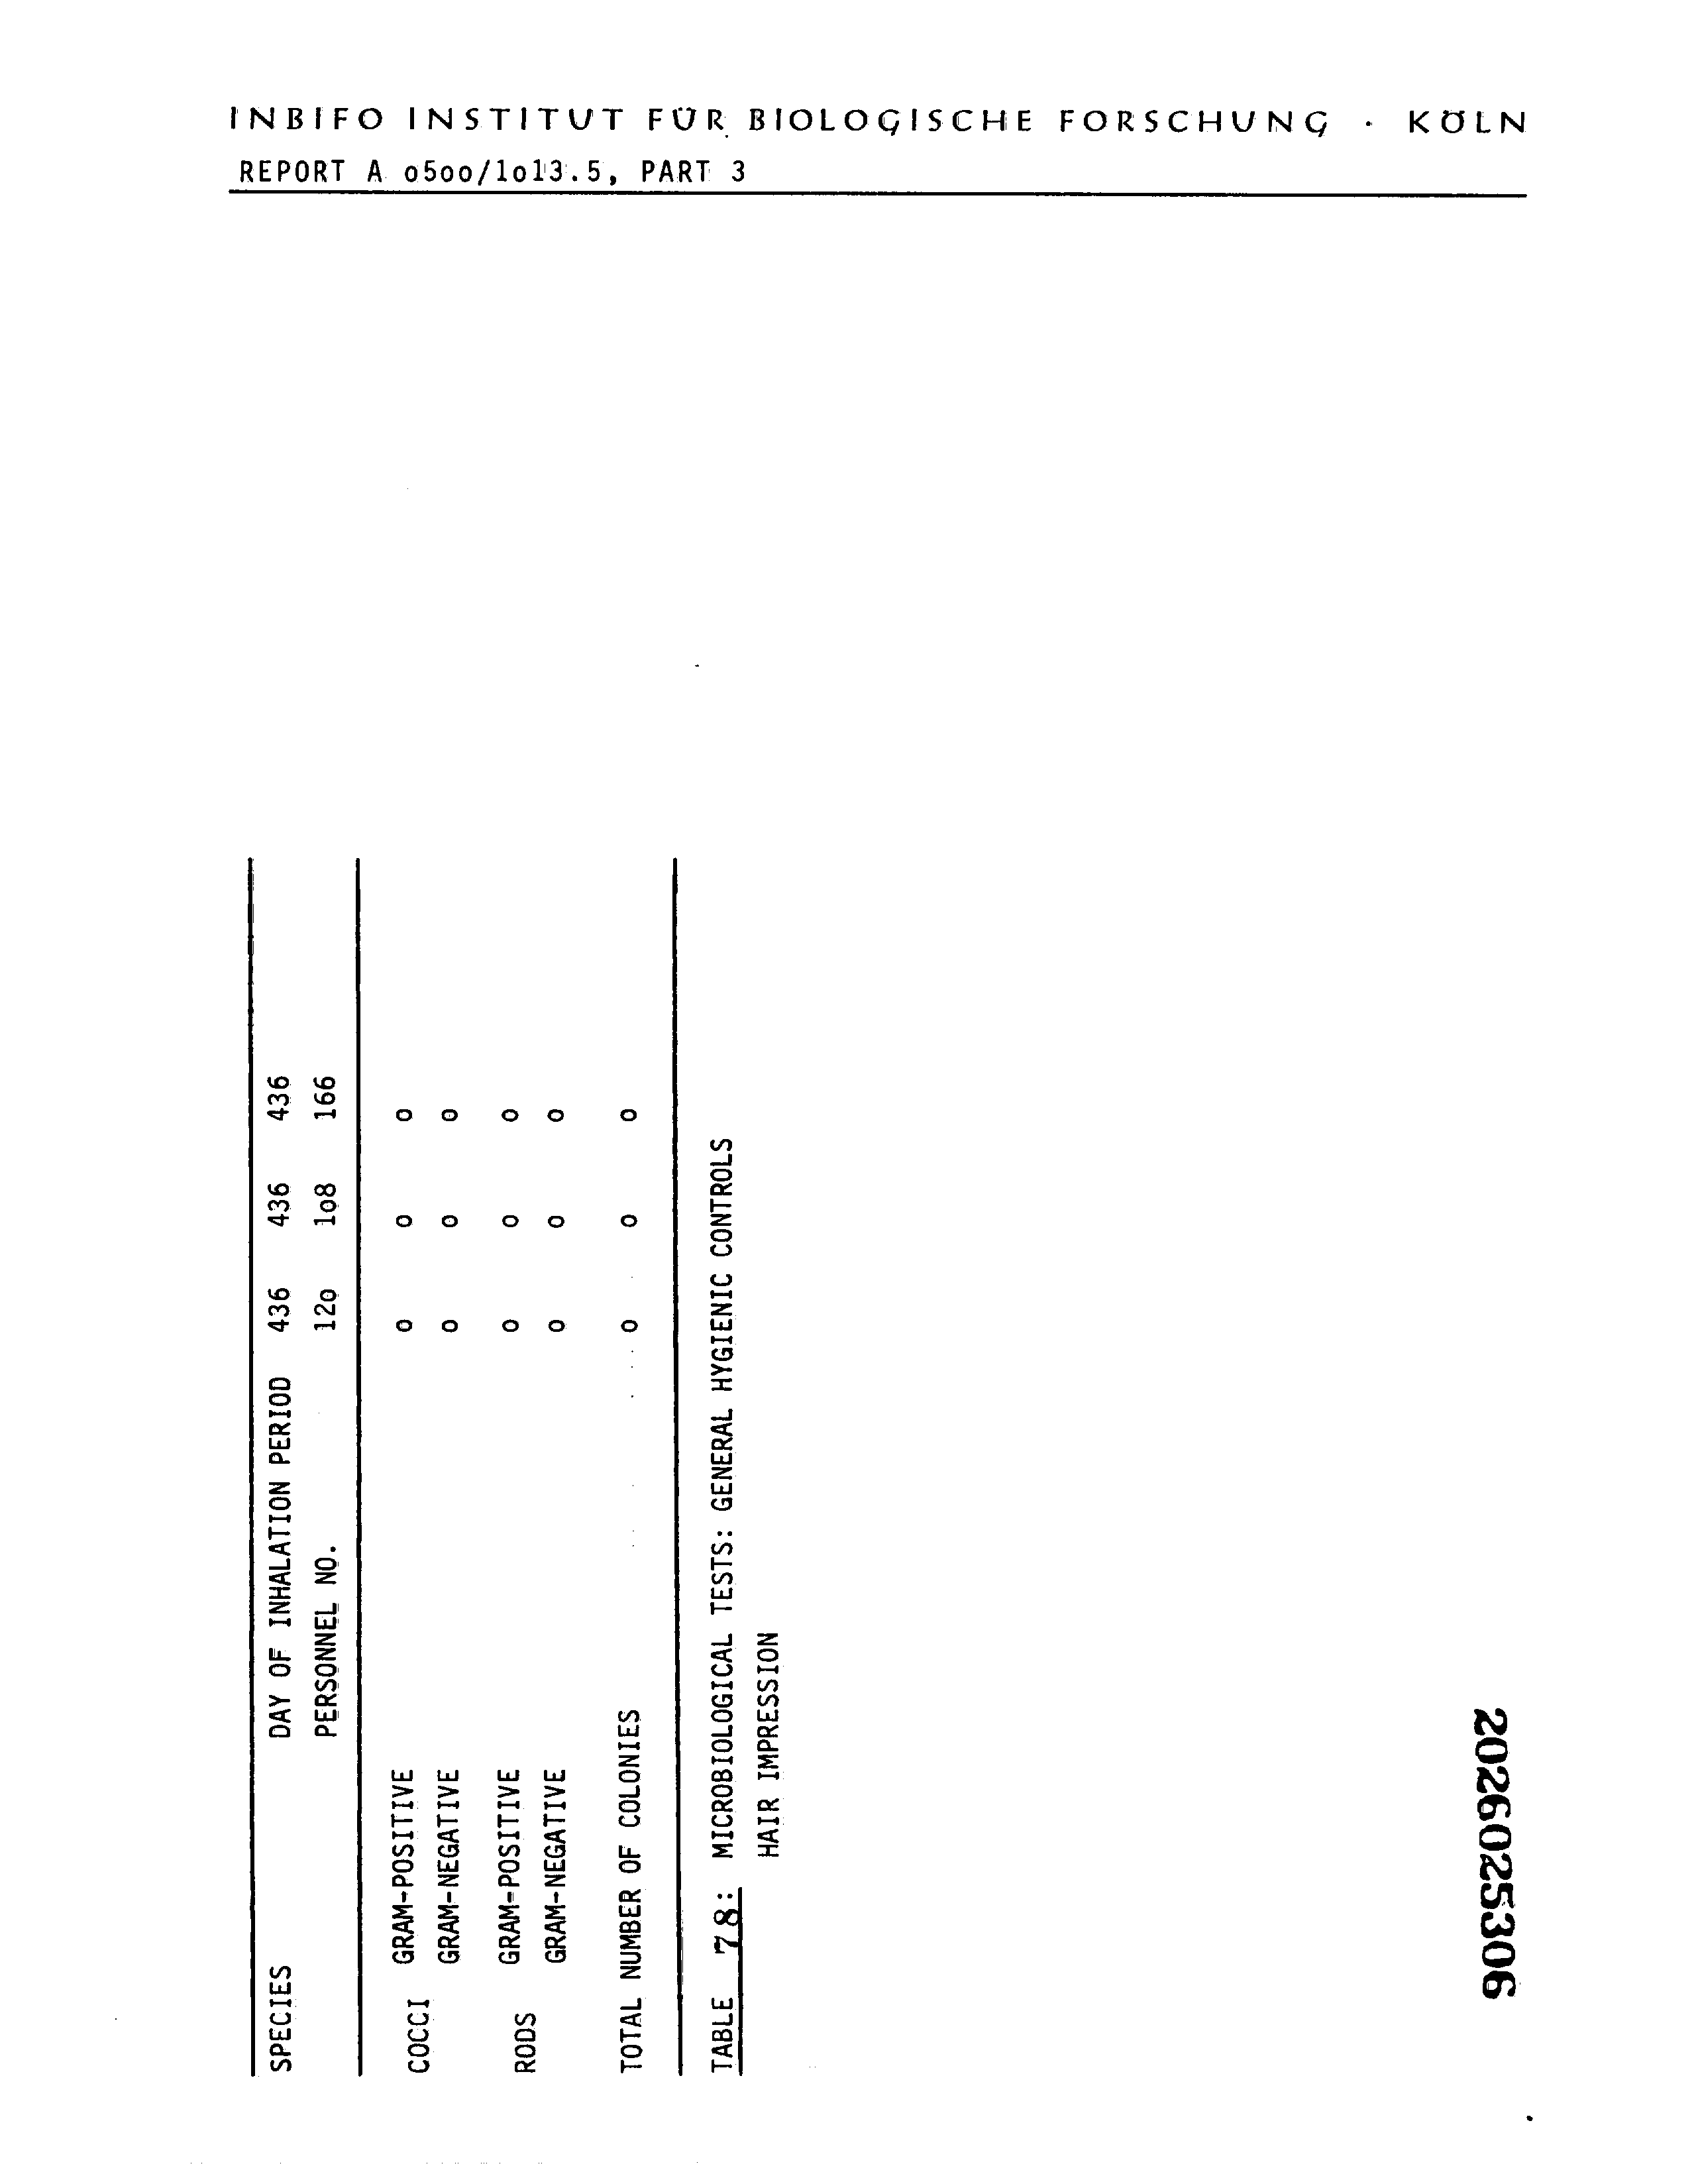 INBIFO INSTITUT FÜR BIOLOGISCHE FORSCHUNG · KÖLN
REPORT A o5oo/1o13.5, PART 3
SPECIES DAY OF INHALATION PERIOD 436 436 436
PERSONNEL NO. 12o 1o8 166
COCCI GRAM-POSITIVE o o o
GRAM-NEGATIVE o o o
RODS GRAM-POSITIVE o o o
GRAM-NEGATIVE o o o
TOTAL NUMBER OF COLONIES o o o
TABLE 78: MICROBIOLOGICAL TESTS: GENERAL HYGIENIC CONTROLS
HAIR IMPRESSION
2026025306